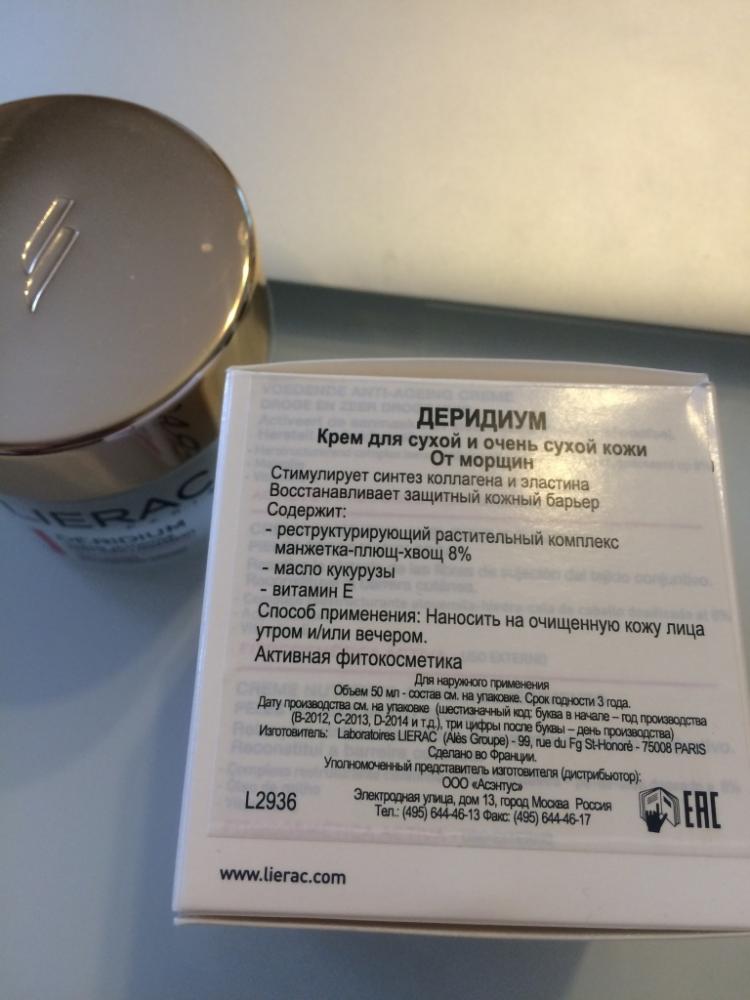 LIERAC
DERIDIUM
VOEDENDE ANTI-AGEING CREME
ДЕРИДИУМ
Крем для сухой и очень сухой кожи
От морщин
Стимулирует синтез коллагена и эластина
Восстанавливает защитный кожный барьер
Содержит:
- реструктурирующий растительный комплекс
манжетка-плющ-хвощ 8%
- масло кукурузы
- витамин Е
Способ применения: Наносить на очищенную кожу лица
утром и/или вечером.
Активная фитокосметика
Для наружного применения
Объем 50 мл - состав см. на упаковке. Срок годности 3 года.
Дату производства см. на упаковке (шестизначный код: буква в начале – год производства
(B-2012, C-2013, D-2014 и т.д.), три цифры после буквы – день производства)
Изготовитель: Laboratoires LIERAC (Alès Groupe) - 99, rue du Fg St-Honoré - 75008 PARIS
Сделано во Франции.
Уполномоченный представитель изготовителя (дистрибьютор):
ООО «Асэнтус»
Электродная улица, дом 13, город Москва Россия
Тел.: (495) 644-46-13 Факс: (495) 644-46-17
L2936
EAC
www.lierac.com